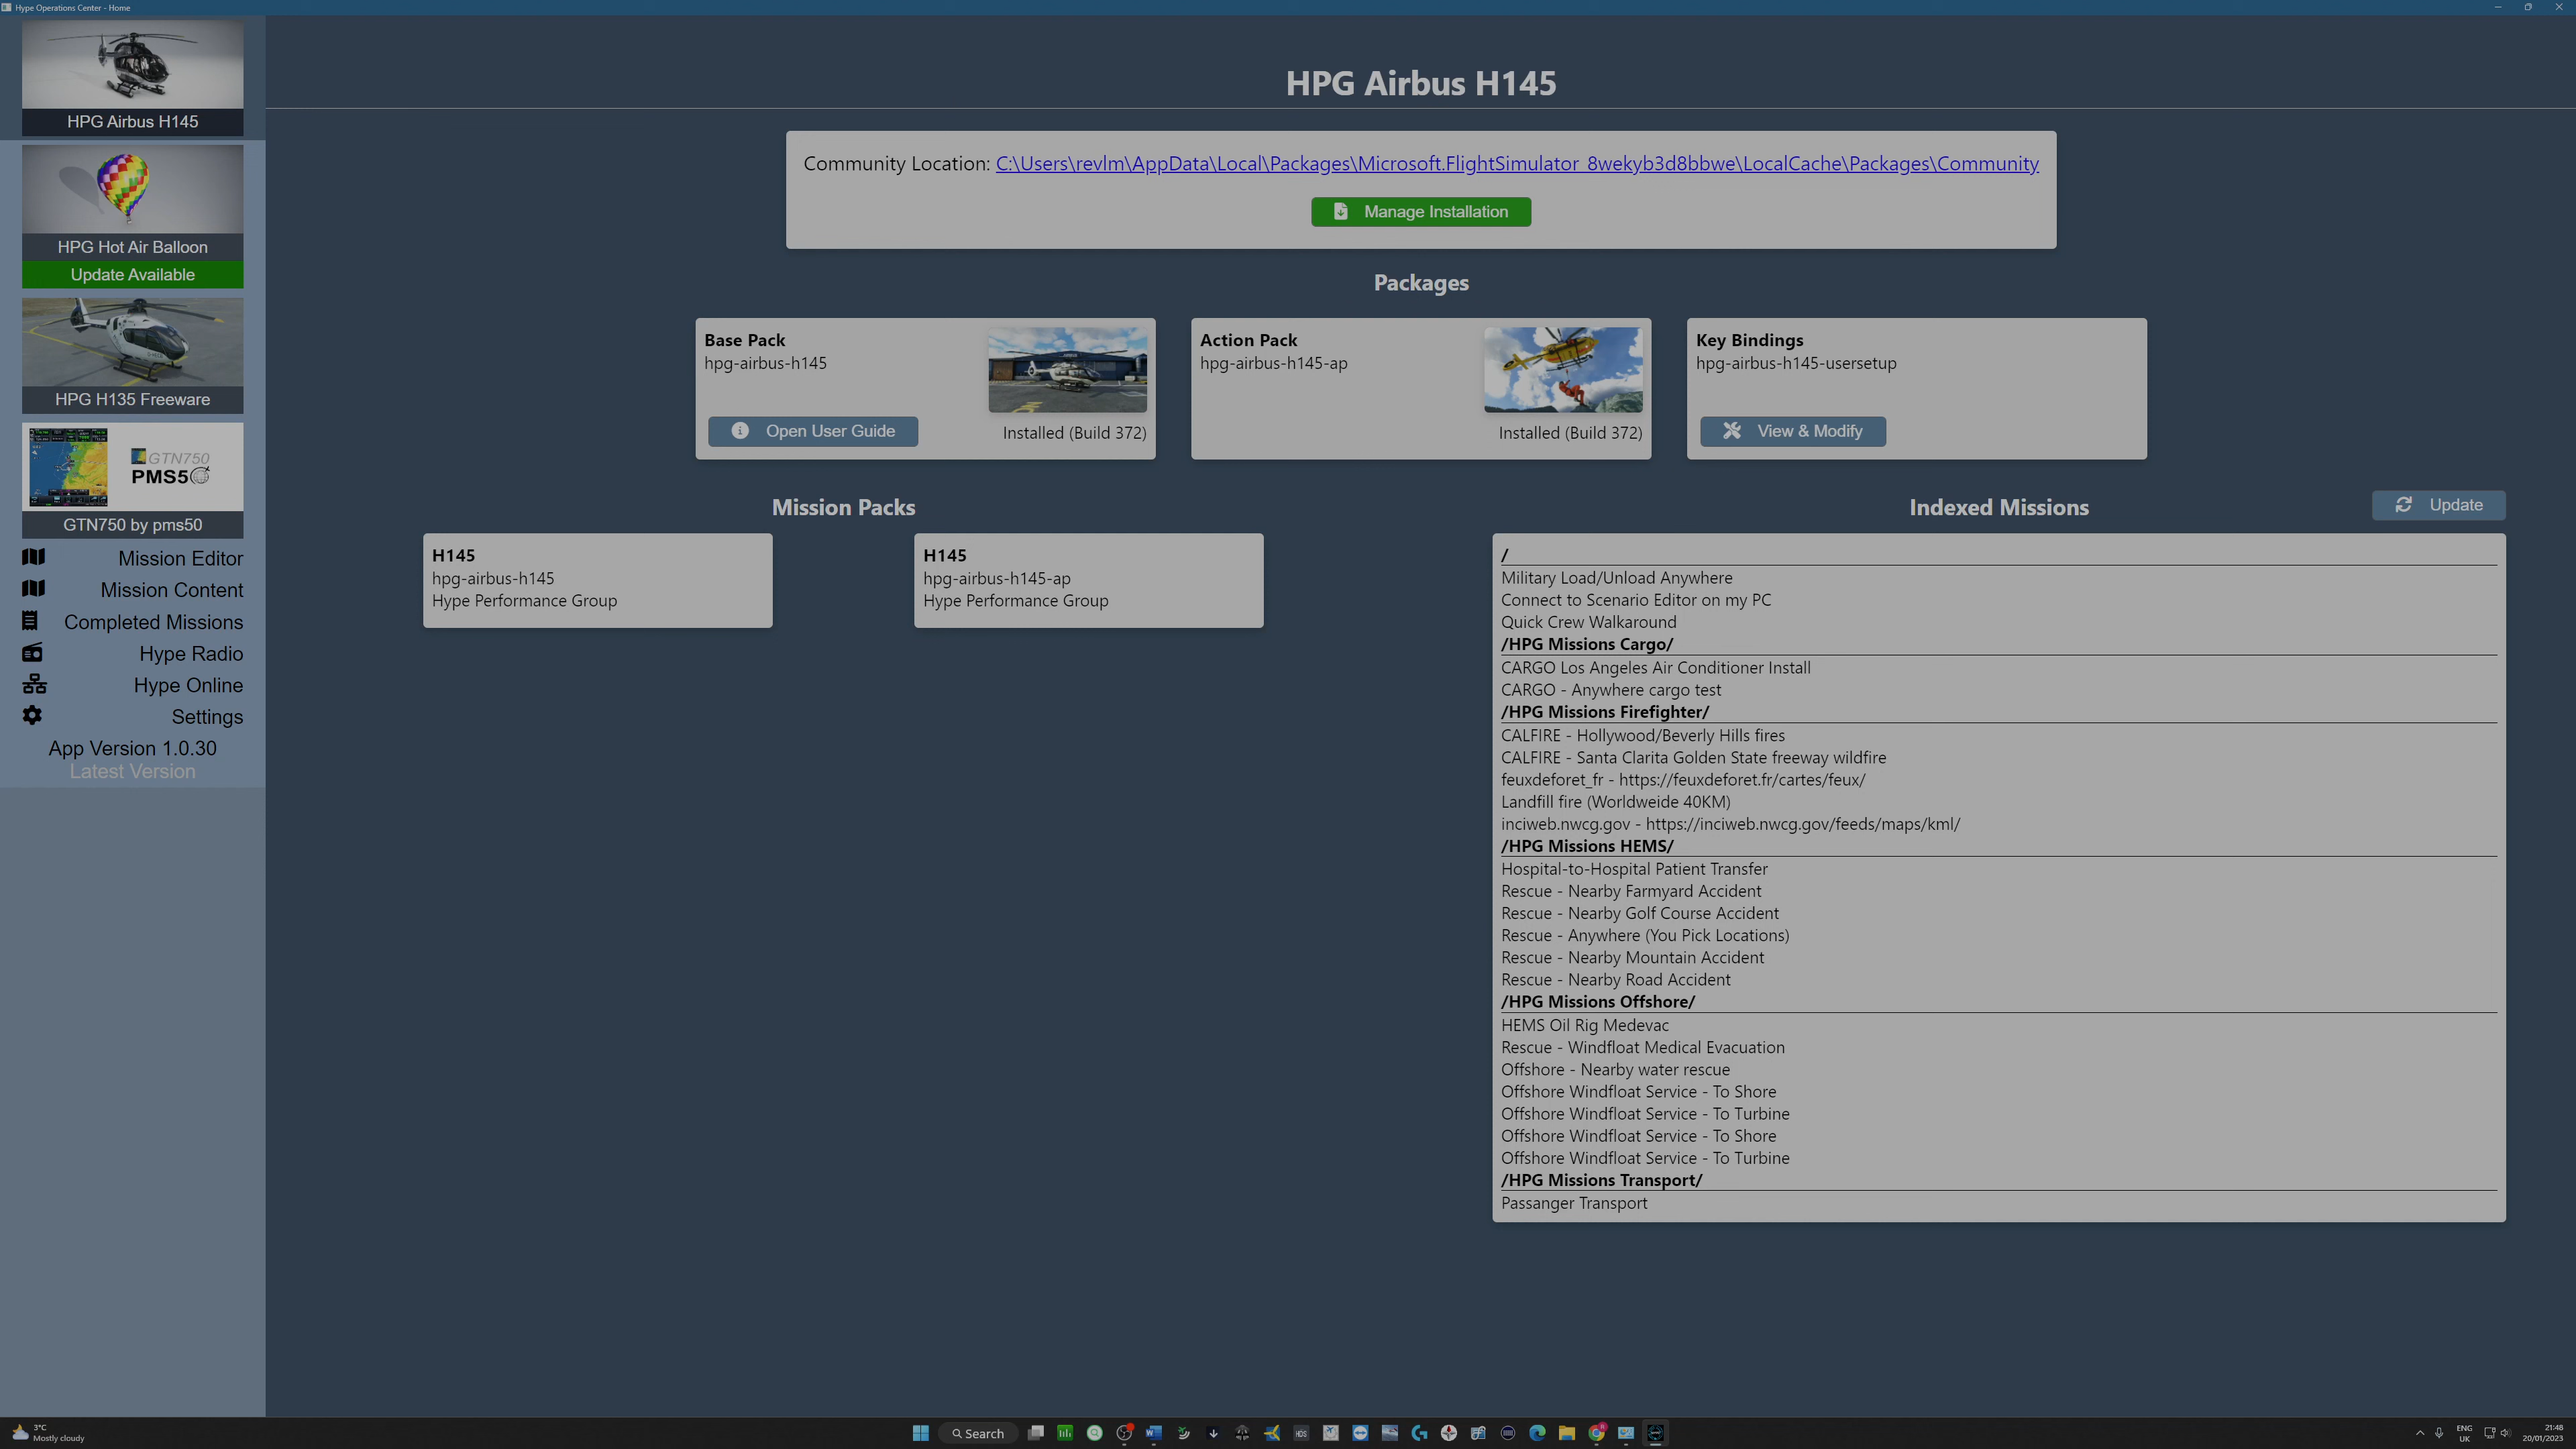 Hype Operations Center - Home
HPG Airbus H145
HPG Hot Air Balloon
Update Available
HPG H135 Freeware
GTN750
PMS50
GTN750 by pms50
Mission Editor
Mission Content
Completed Missions
Hype Radio
Hype Online
Settings
App Version 1.0.30
Latest Version
HPG Airbus H145
Community Location: C:\Users\revlm\AppData\Local\Packages\Microsoft.FlightSimulator_8wekyb3d8bbwe\LocalCache\Packages\Community
Manage Installation
Packages
Base Pack
hpg-airbus-h145
Open User Guide
Installed (Build 372)
Action Pack
hpg-airbus-h145-ap
Installed (Build 372)
Key Bindings
hpg-airbus-h145-usersetup
View & Modify
Mission Packs
H145
hpg-airbus-h145
Hype Performance Group
H145
hpg-airbus-h145-ap
Hype Performance Group
Indexed Missions
Update
/
Military Load/Unload Anywhere
Connect to Scenario Editor on my PC
Quick Crew Walkaround
/HPG Missions Cargo/
CARGO Los Angeles Air Conditioner Install
CARGO - Anywhere cargo test
/HPG Missions Firefighter/
CALFIRE - Hollywood/Beverly Hills fires
CALFIRE - Santa Clarita Golden State freeway wildfire
feuxdeforet_fr - https://feuxdeforet.fr/cartes/feux/
Landfill fire (Worldweide 40KM)
inciweb.nwcg.gov - https://inciweb.nwcg.gov/feeds/maps/kml/
/HPG Missions HEMS/
Hospital-to-Hospital Patient Transfer
Rescue - Nearby Farmyard Accident
Rescue - Nearby Golf Course Accident
Rescue - Anywhere (You Pick Locations)
Rescue - Nearby Mountain Accident
Rescue - Nearby Road Accident
/HPG Missions Offshore/
HEMS Oil Rig Medevac
Rescue - Windfloat Medical Evacuation
Offshore - Nearby water rescue
Offshore Windfloat Service - To Shore
Offshore Windfloat Service - To Turbine
Offshore Windfloat Service - To Shore
Offshore Windfloat Service - To Turbine
/HPG Missions Transport/
Passanger Transport
3°C
Mostly cloudy
Search
HDS
ENG
UK
21:48
20/01/2023